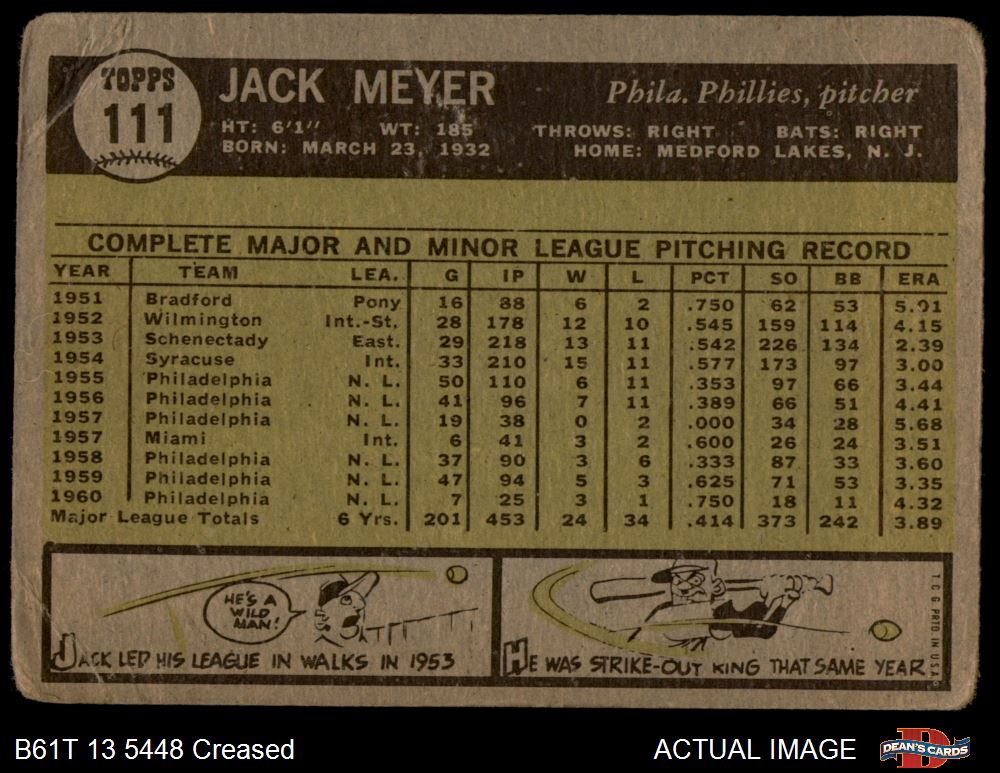 TOPPS
111
JACK MEYER
Phila. Phillies, pitcher
HT: 6'1" WT: 185 THROWS: RIGHT BATS: RIGHT
BORN: MARCH 23, 1932 HOME: MEDFORD LAKES, N. J.
COMPLETE MAJOR AND MINOR LEAGUE PITCHING RECORD
YEAR TEAM LEA. G IP W L PCT SO BB ERA
1951 Bradford Pony 16 88 6 2 .750 62 53 5.01
1952 Wilmington Int.-St. 28 178 12 10 .545 159 114 4.15
1953 Schenectady East. 29 218 13 11 .542 226 134 2.39
1954 Syracuse Int. 33 210 15 11 .577 173 97 3.00
1955 Philadelphia N. L. 50 110 6 11 .353 97 66 3.44
1956 Philadelphia N. L. 41 96 7 11 .389 66 51 4.41
1957 Philadelphia N. L. 19 38 0 2 .000 34 28 5.68
1957 Miami Int. 6 41 3 2 .600 26 24 3.51
1958 Philadelphia N. L. 37 90 3 6 .333 87 33 3.60
1959 Philadelphia N. L. 47 94 5 3 .625 71 53 3.35
1960 Philadelphia N. L. 7 25 3 1 .750 18 11 4.32
Major League Totals 6 Yrs. 201 453 24 34 .414 373 242 3.89
HE'S A
WILD
MAN!
JACK LED HIS LEAGUE IN WALKS IN 1953
HE WAS STRIKE-OUT KING THAT SAME YEAR
T.C.G. PRTD. IN U.S.A.
B61T 13 5448 Creased
ACTUAL IMAGE
D
DEAN'S CARDS